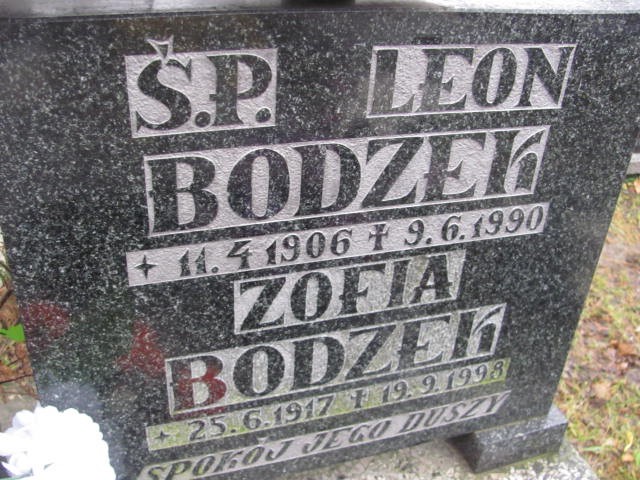 Ś.P. LEON
BODZEK
+ 11.4 1906 ✝ 9.6.1990
ZOFIA
BODZEK
+ 25.6.1917 ✝ 19.9.1998
SPOKÓJ JEGO DUSZY